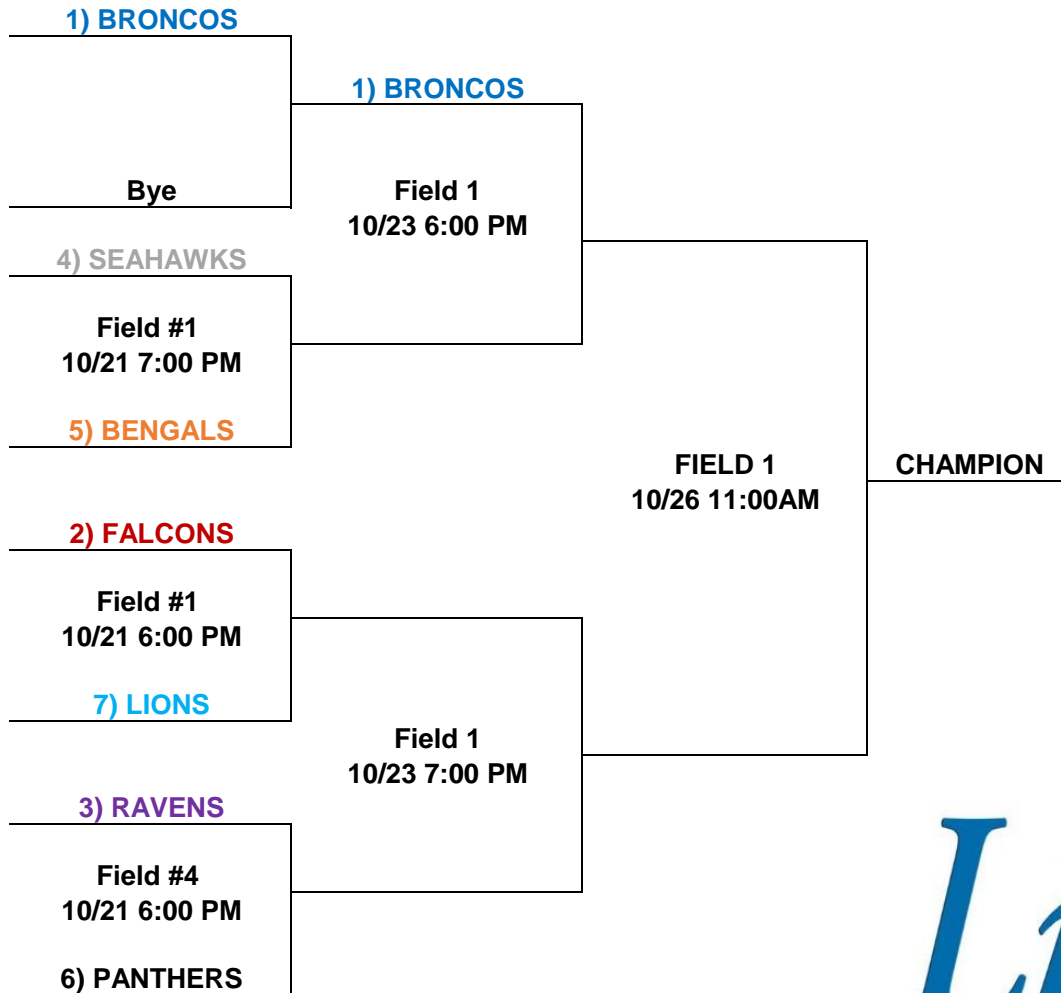 1) BRONCOS
1) BRONCOS
Bye
Field 1
10/23 6:00 PM
4) SEAHAWKS
Field #1
10/21 7:00 PM
5) BENGALS
FIELD 1
10/26 11:00AM
CHAMPION
2) FALCONS
Field #1
10/21 6:00 PM
7) LIONS
Field 1
10/23 7:00 PM
3) RAVENS
Field #4
10/21 6:00 PM
6) PANTHERS